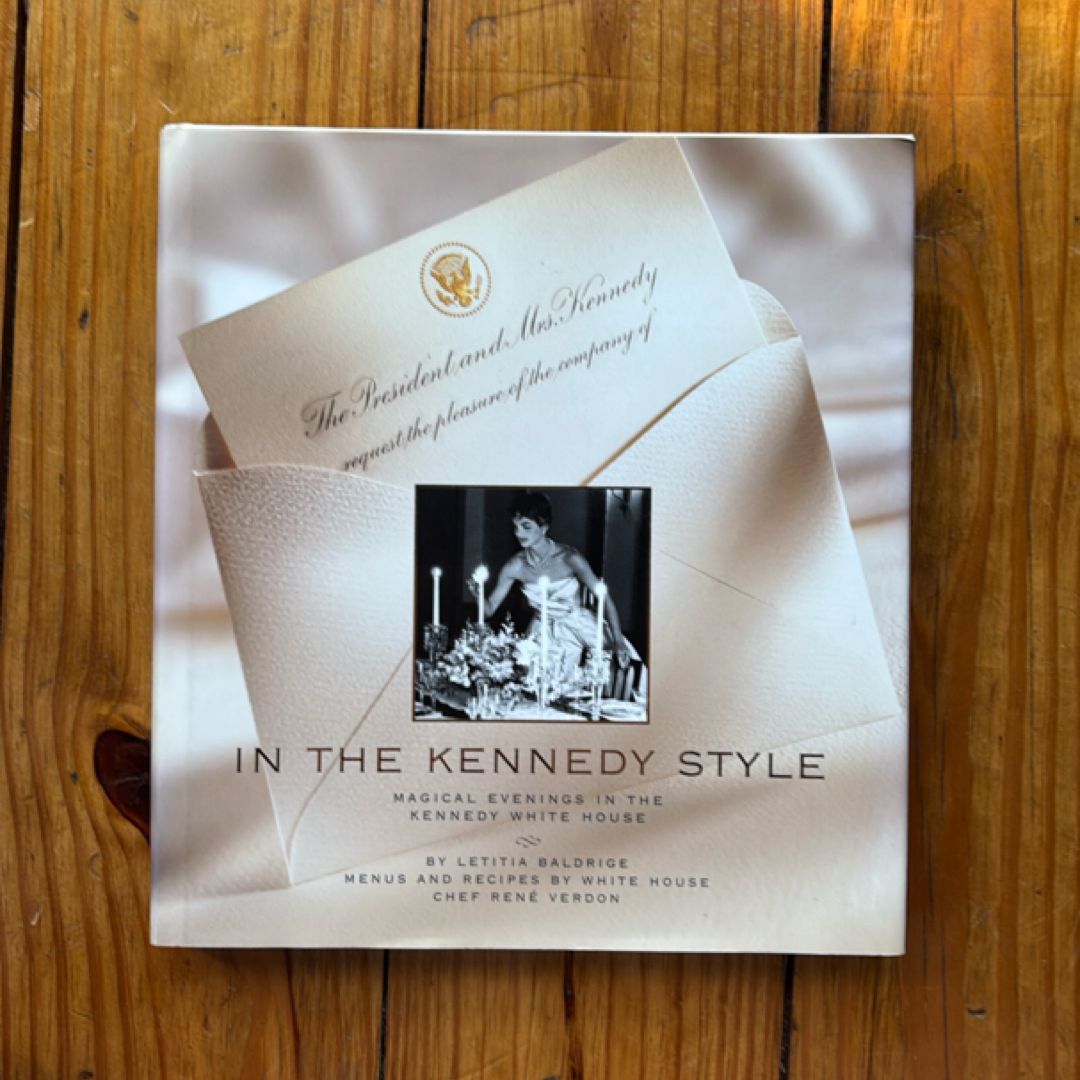 The President and Mrs. Kennedy
request the pleasure of the company of
IN THE KENNEDY STYLE
MAGICAL EVENINGS IN THE
KENNEDY WHITE HOUSE
BY LETITIA BALDRIGE
MENUS AND RECIPES BY WHITE HOUSE
CHEF RENÉ VERDON